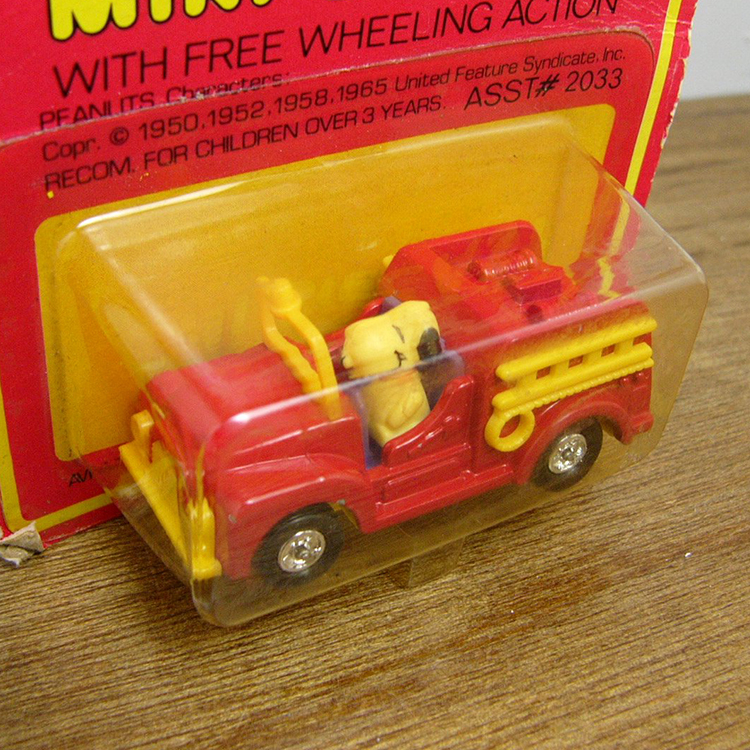 WITH FREE WHEELING ACTION
PEANUTS Characters:
Copr. © 1950,1952,1958,1965 United Feature Syndicate, Inc.
RECOM. FOR CHILDREN OVER 3 YEARS. ASST# 2033